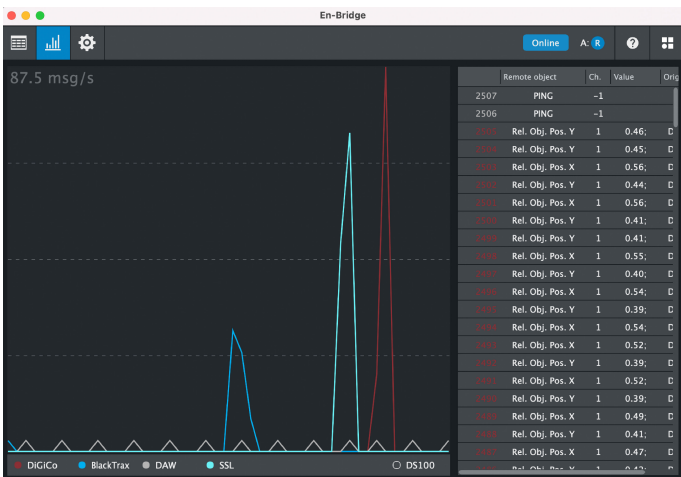 En-Bridge
Online A: R ?
87.5 msg/s
Remote object Ch. Value Orig
2507 PING −1
2506 PING −1
Rel. Obj. Pos. Y 1 0.46; D
Rel. Obj. Pos. Y 1 0.45; D
Rel. Obj. Pos. X 1 0.56; D
Rel. Obj. Pos. Y 1 0.44; D
Rel. Obj. Pos. X 1 0.56; D
Rel. Obj. Pos. Y 1 0.41; D
Rel. Obj. Pos. Y 1 0.41; D
Rel. Obj. Pos. X 1 0.55; D
Rel. Obj. Pos. Y 1 0.40; D
Rel. Obj. Pos. X 1 0.54; D
Rel. Obj. Pos. Y 1 0.39; D
Rel. Obj. Pos. X 1 0.54; D
Rel. Obj. Pos. X 1 0.52; D
Rel. Obj. Pos. Y 1 0.39; D
Rel. Obj. Pos. X 1 0.52; D
Rel. Obj. Pos. Y 1 0.39; D
Rel. Obj. Pos. X 1 0.49; D
Rel. Obj. Pos. Y 1 0.41; D
Rel. Obj. Pos. X 1 0.47; D
DiGiCo BlackTrax DAW SSL DS100